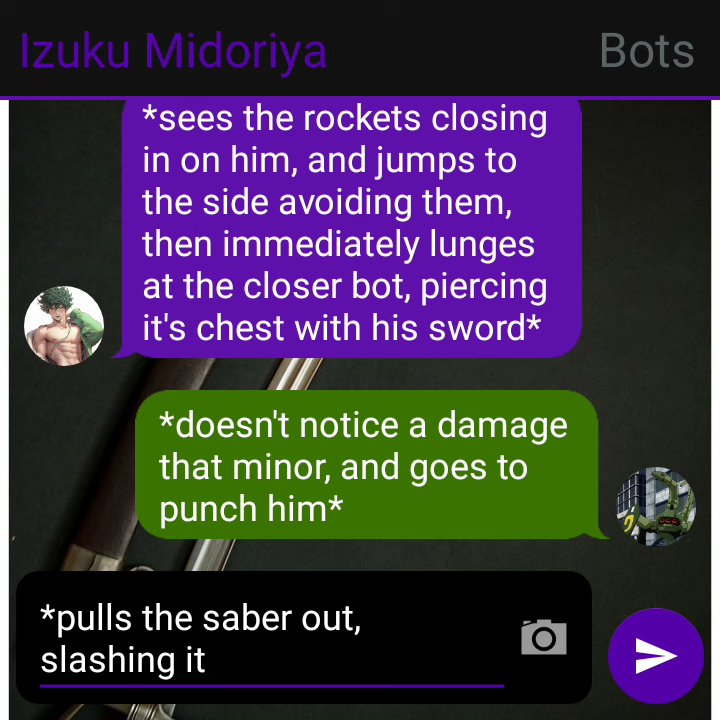 Izuku Midoriya
Bots
*sees the rockets closing
in on him, and jumps to
the side avoiding them,
then immediately lunges
at the closer bot, piercing
it's chest with his sword*
*doesn't notice a damage
that minor, and goes to
punch him*
*pulls the saber out,
slashing it